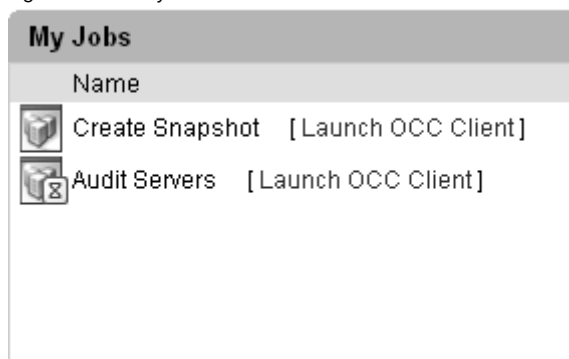 My Jobs
Name
Create Snapshot [Launch OCC Client]
Audit Servers [Launch OCC Client]